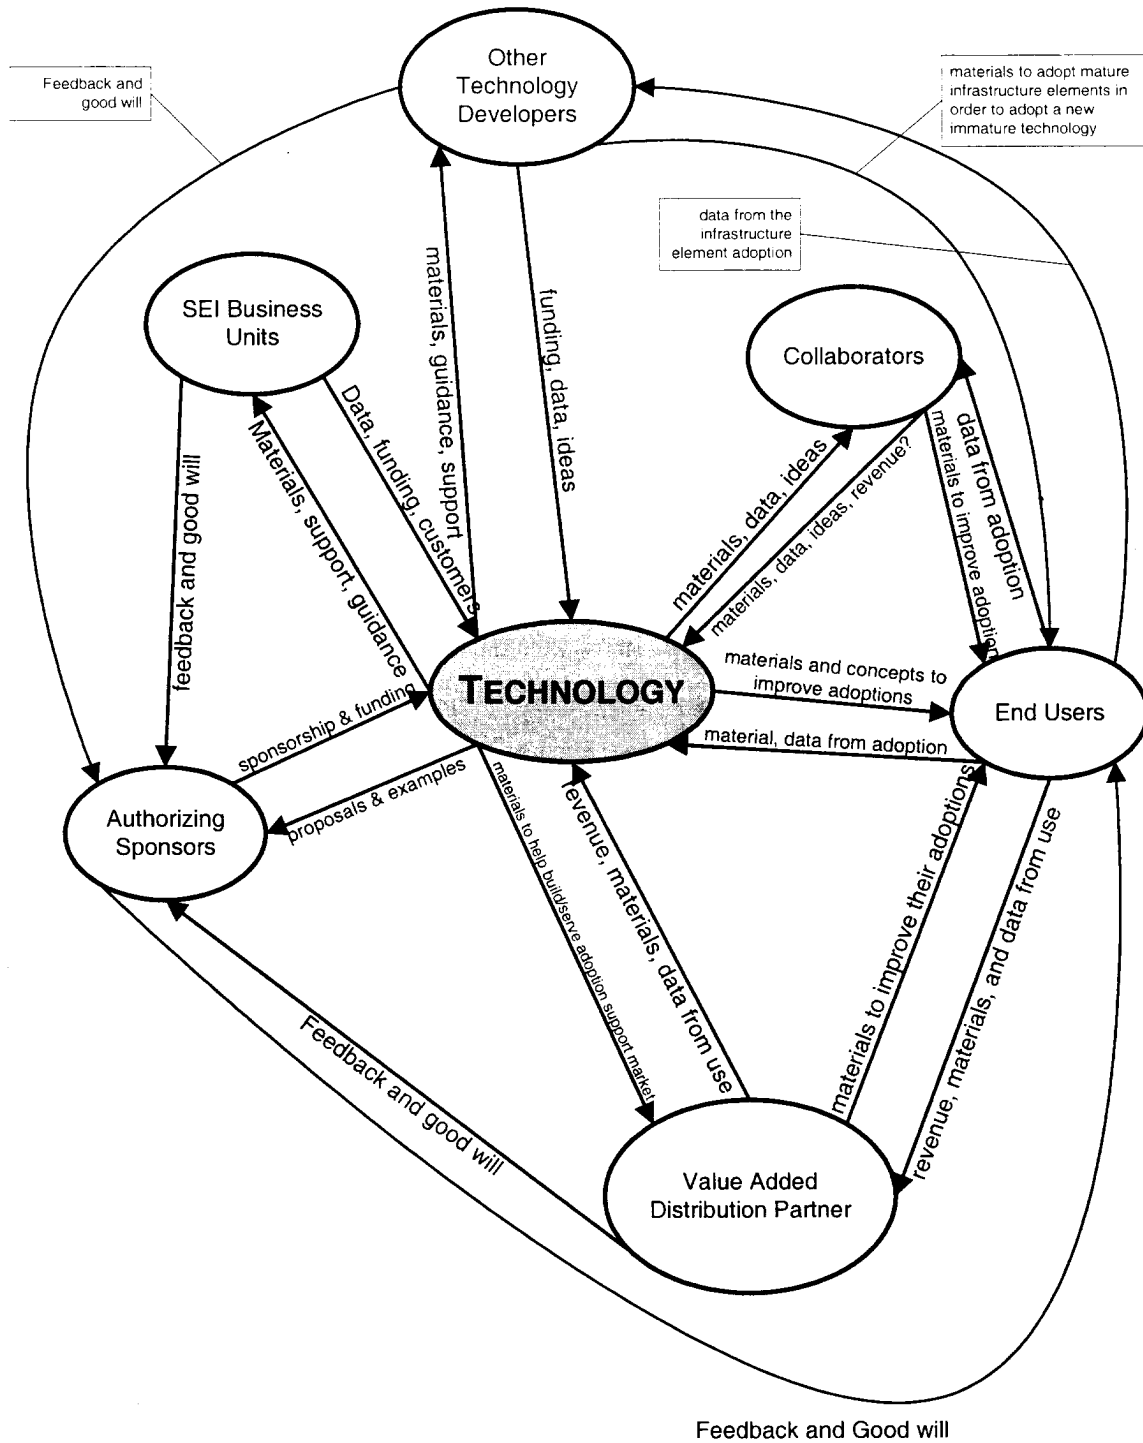 Other
Technology
Developers
Feedback and
good will
materials to adopt mature
infrastructure elements in
order to adopt a new
immature technology
data from the
infrastructure
element adoption
SEI Business
Units
Collaborators
materials, guidance, support
funding, data, ideas
Data, funding, customers
Materials, support, guidance
feedback and good will
materials, data, ideas
materials, data, ideas, revenue?
data from adoption
materials to improve adoption
TECHNOLOGY
materials and concepts to
improve adoptions
End Users
material, data from adoption
sponsorship & funding
proposals & examples
Authorizing
Sponsors
materials to help build/serve adoption support market
revenue, materials, data from use
materials to improve their adoptions
revenue, materials, and data from use
Feedback and good will
Value Added
Distribution Partner
Feedback and Good will